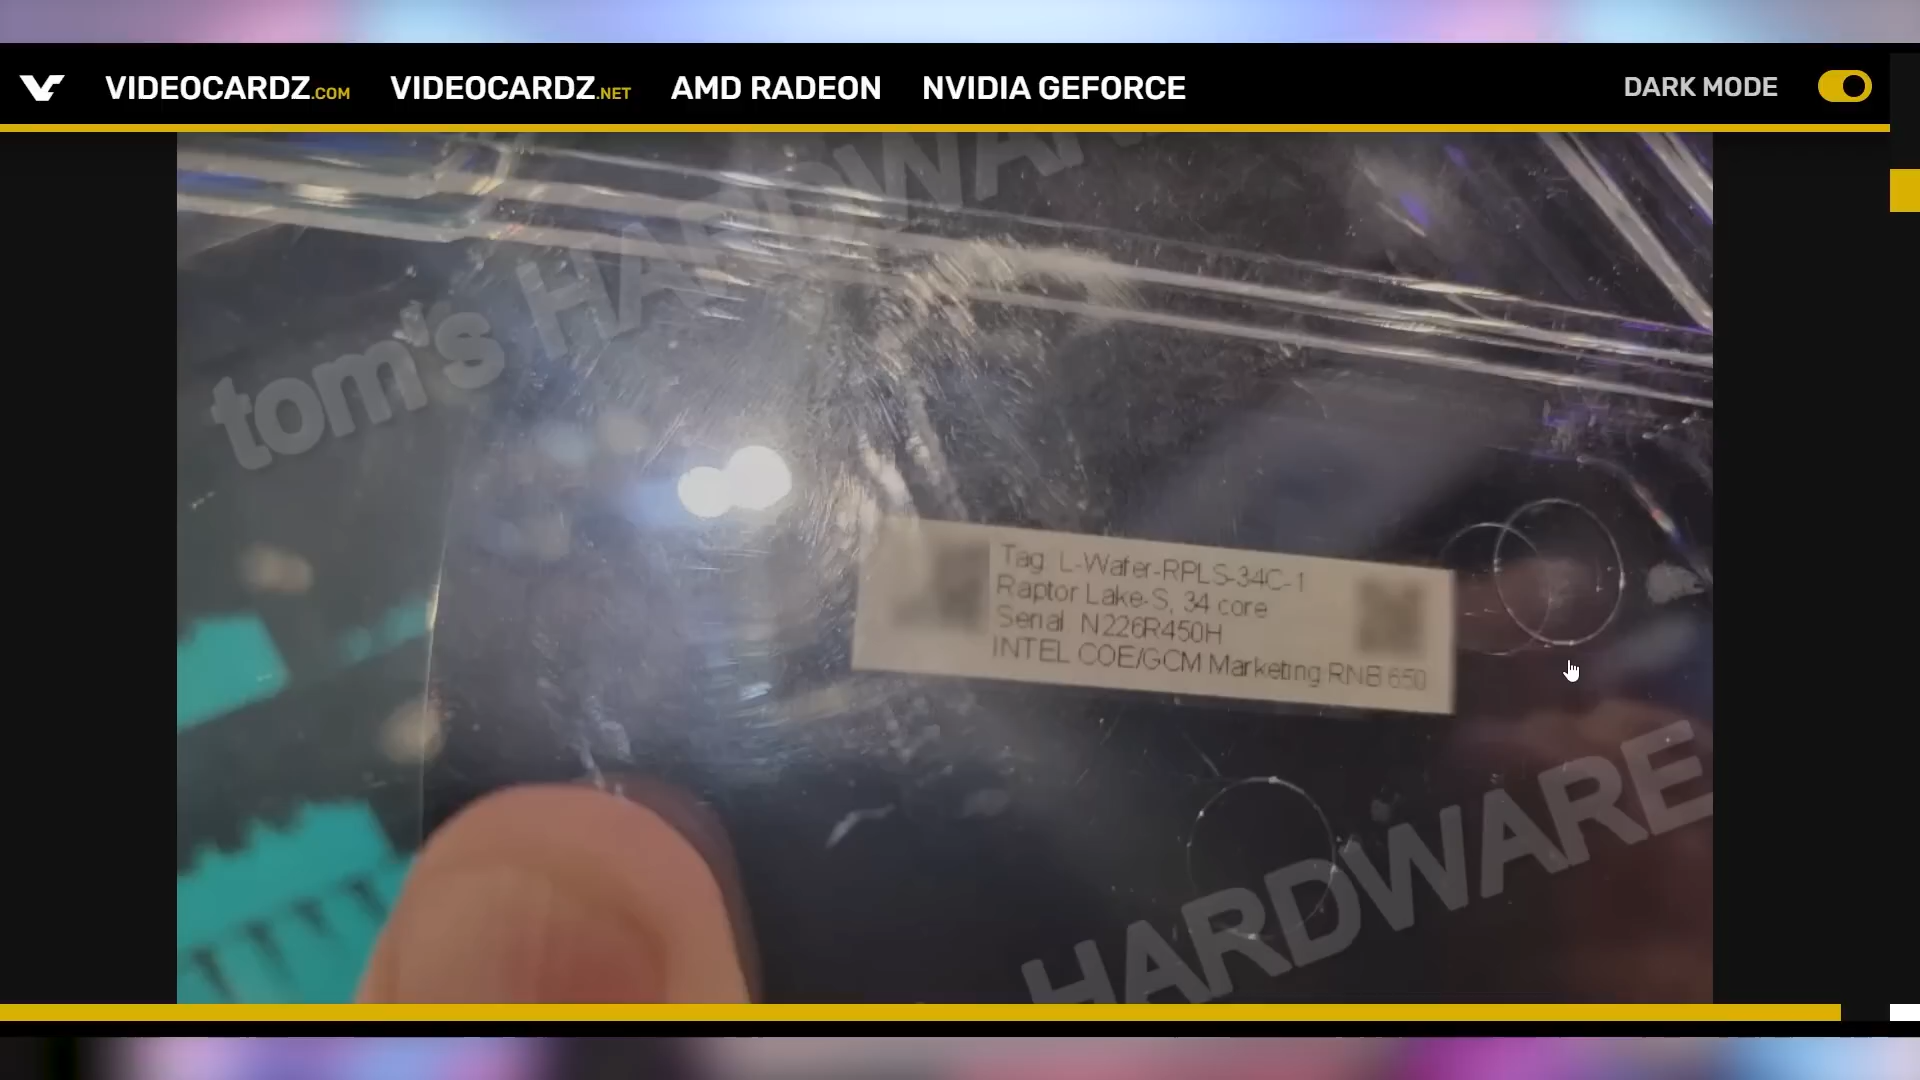 VIDEOCARDZ.COM VIDEOCARDZ.NET AMD RADEON NVIDIA GEFORCE DARK MODE
tom's HARDWARE
Tag: L-Wafer-RPLS-34C-1
Raptor Lake-S, 34 core
Serial N226R450H
INTEL COE/GCM Marketing RNB 650
HARDWARE